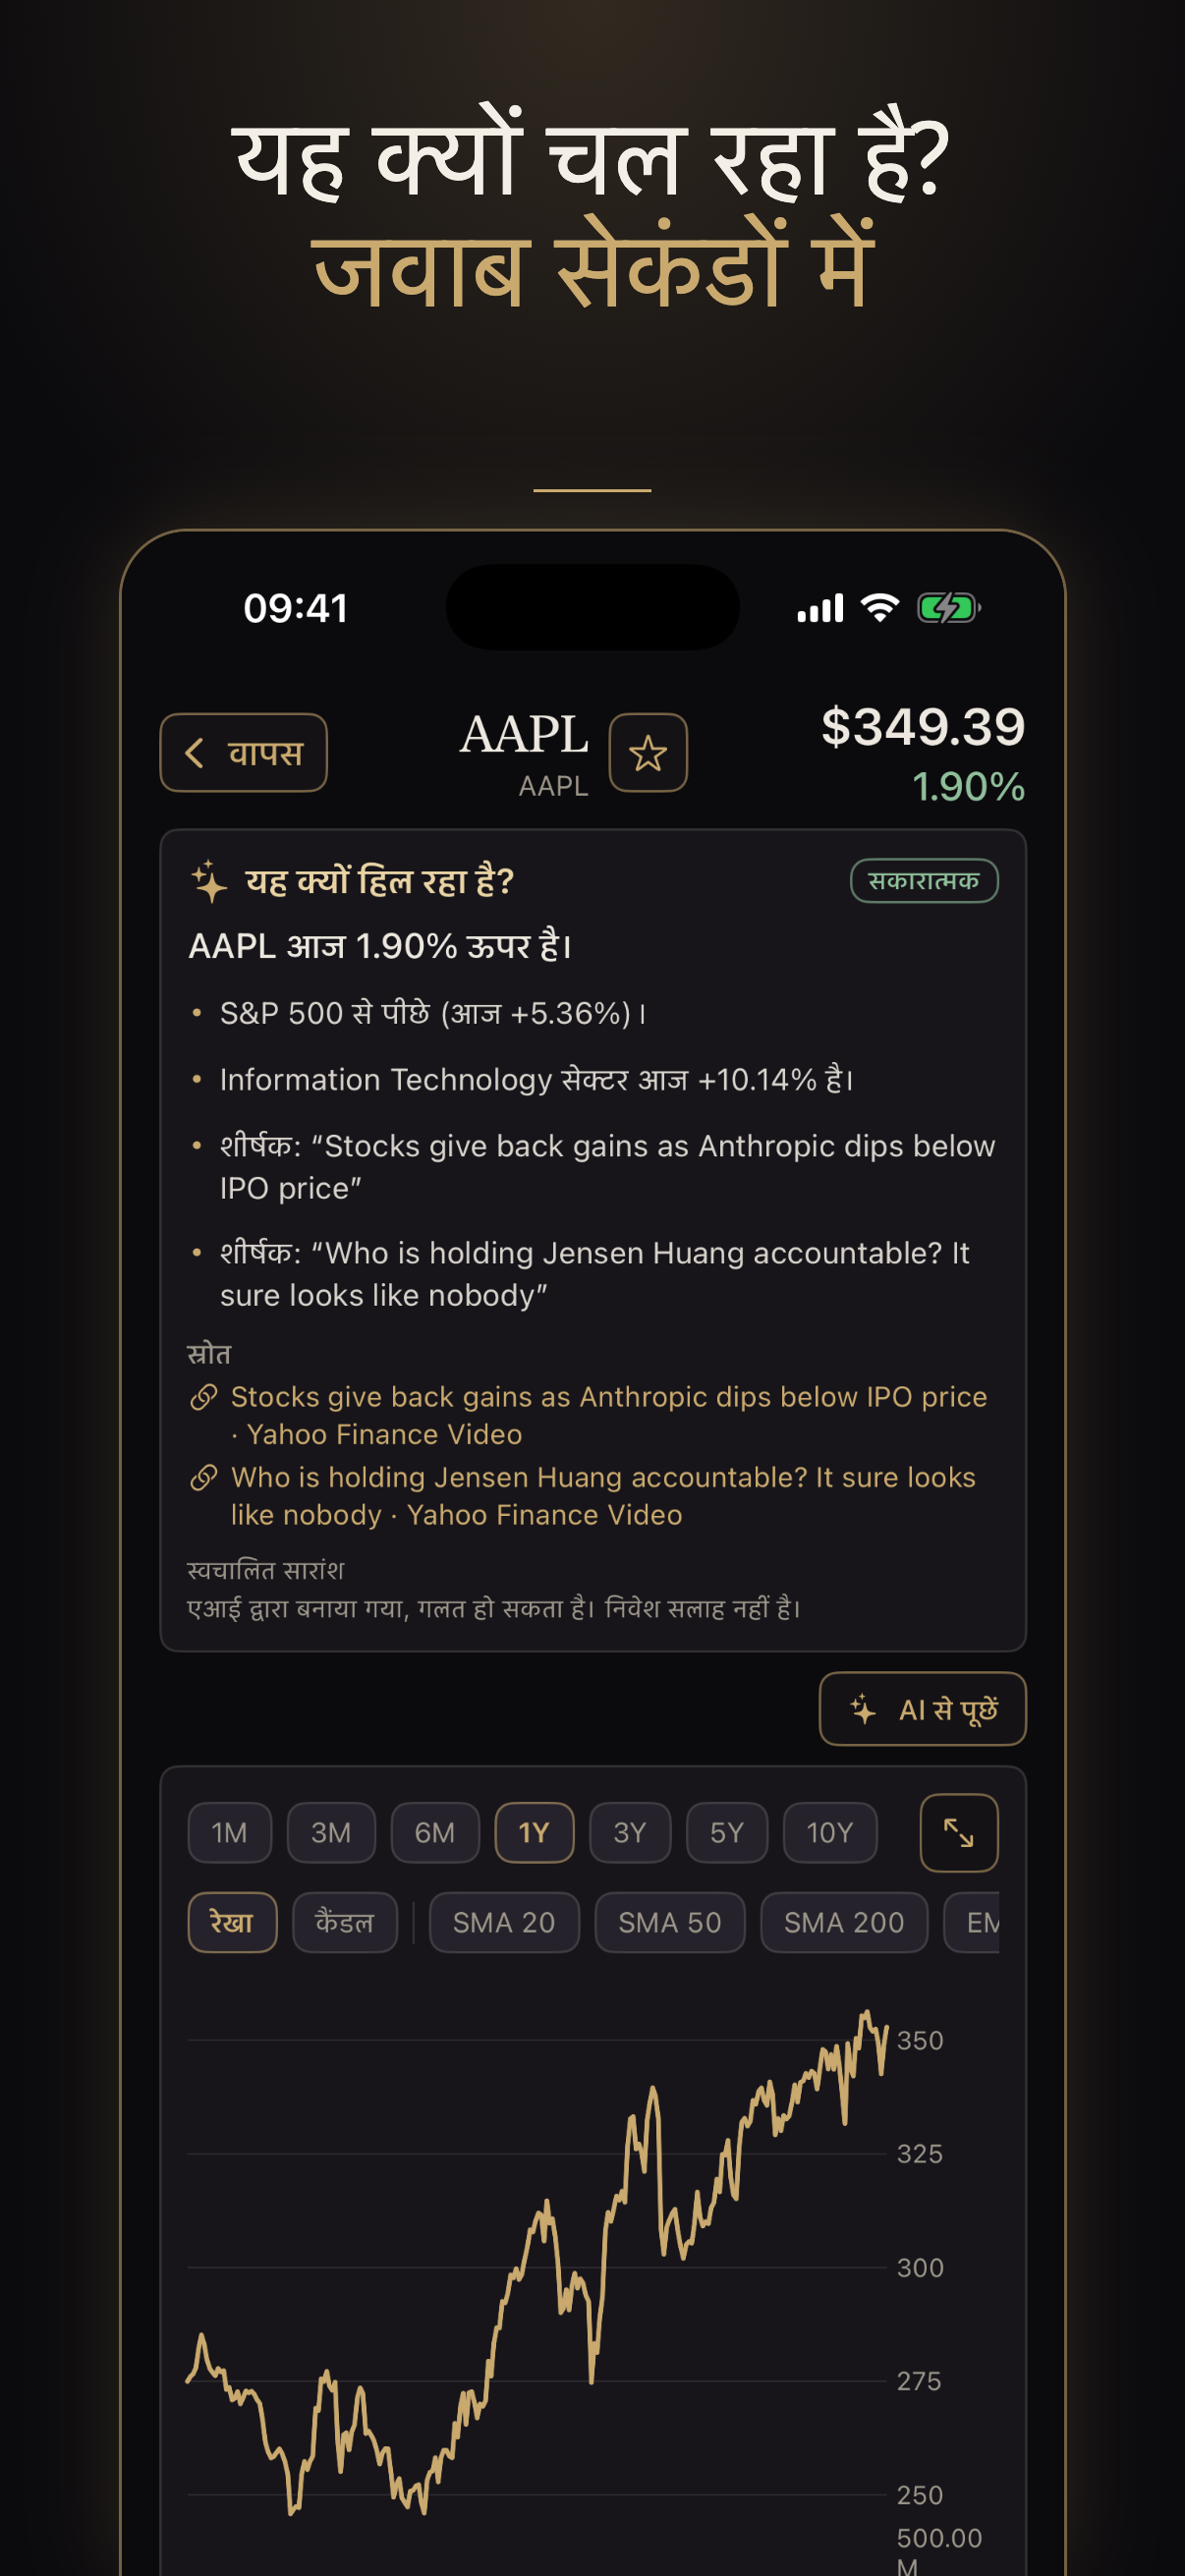 यह क्यों चल रहा है?
जवाब सेकंडों में
09:41
वापस
AAPL
AAPL
$349.39
1.90%
यह क्यों हिल रहा है?
सकारात्मक
AAPL आज 1.90% ऊपर है।
• S&P 500 से पीछे (आज +5.36%)।
• Information Technology सेक्टर आज +10.14% है।
• शीर्षक: “Stocks give back gains as Anthropic dips below
IPO price”
• शीर्षक: “Who is holding Jensen Huang accountable? It
sure looks like nobody”
स्रोत
Stocks give back gains as Anthropic dips below IPO price
· Yahoo Finance Video
Who is holding Jensen Huang accountable? It sure looks
like nobody · Yahoo Finance Video
स्वचालित सारांश
एआई द्वारा बनाया गया, गलत हो सकता है। निवेश सलाह नहीं है।
AI से पूछें
1M 3M 6M 1Y 3Y 5Y 10Y
रेखा कैंडल SMA 20 SMA 50 SMA 200 EM
350
325
300
275
250
500.00
M